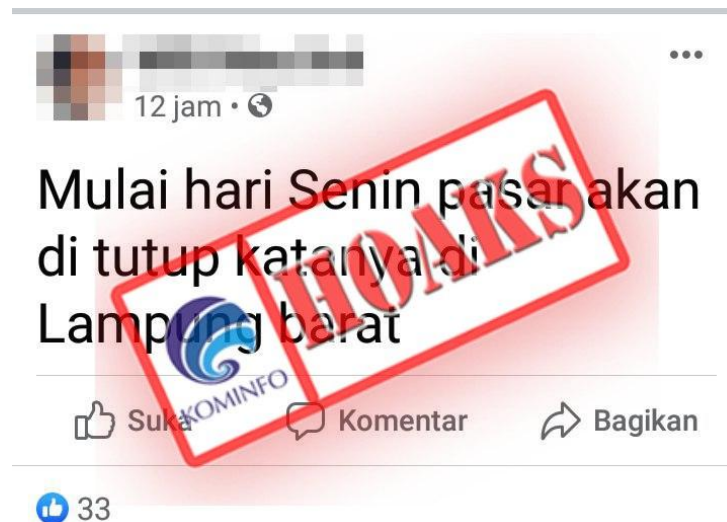 12 jam
Mulai hari Senin pasar akan
di tutup katanya di
Lampung barat
HOAKS
KOMINFO
Suka
Komentar
Bagikan
33